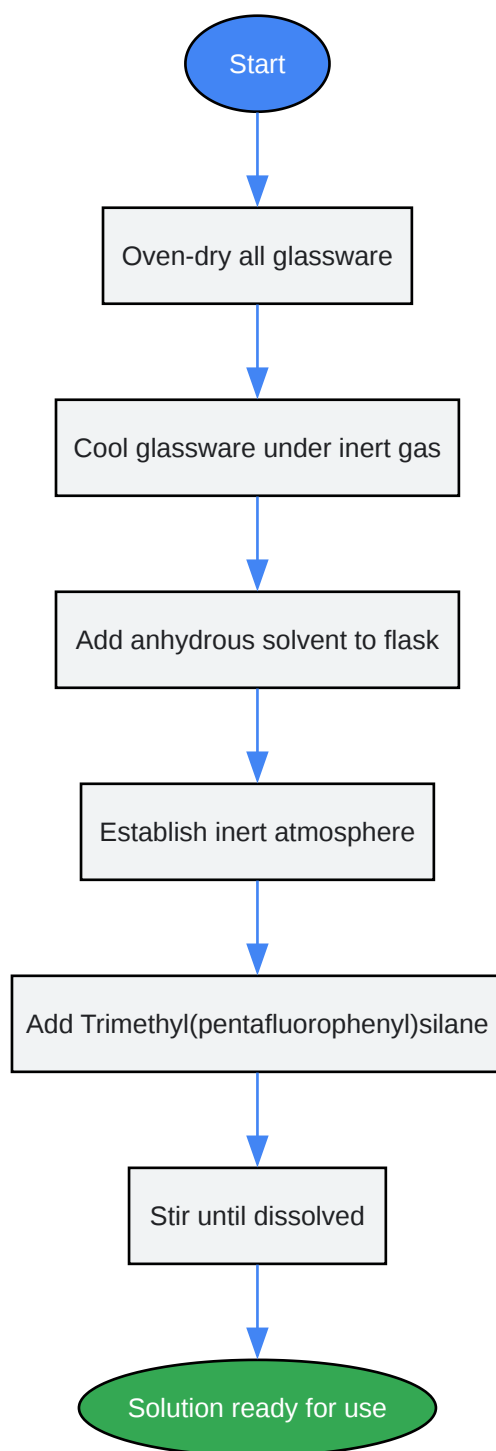 Start
Oven-dry all glassware
Cool glassware under inert gas
Add anhydrous solvent to flask
Establish inert atmosphere
Add Trimethyl(pentafluorophenyl)silane
Stir until dissolved
Solution ready for use